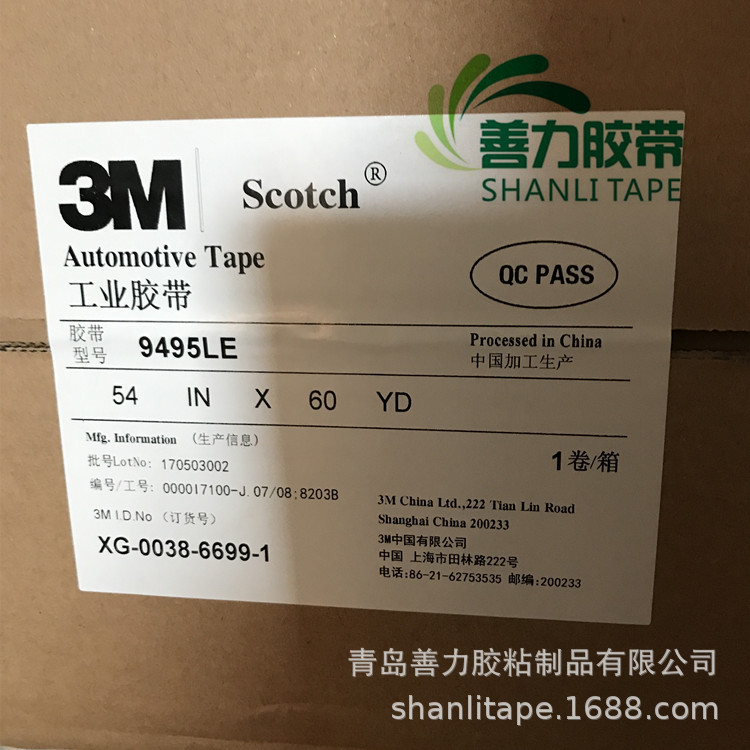 善力胶带
SHANLI TAPE
3M
Scotch®
Automotive Tape
工业胶带
QC PASS
胶带
型号
9495LE
Processed in China
中国加工生产
54 IN X 60 YD
Mfg. Information (生产信息)
批号LotNo: 170503002
1卷/箱
编号/工号: 000017100-J.07/08;8203B
3M I.D.No (订货号)
XG-0038-6699-1
3M China Ltd.,222 Tian Lin Road
Shanghai China 200233
3M中国有限公司
中国 上海市田林路222号
电话:86-21-62753535 邮编:200233
青岛善力胶粘制品有限公司
shanlitape.1688.com